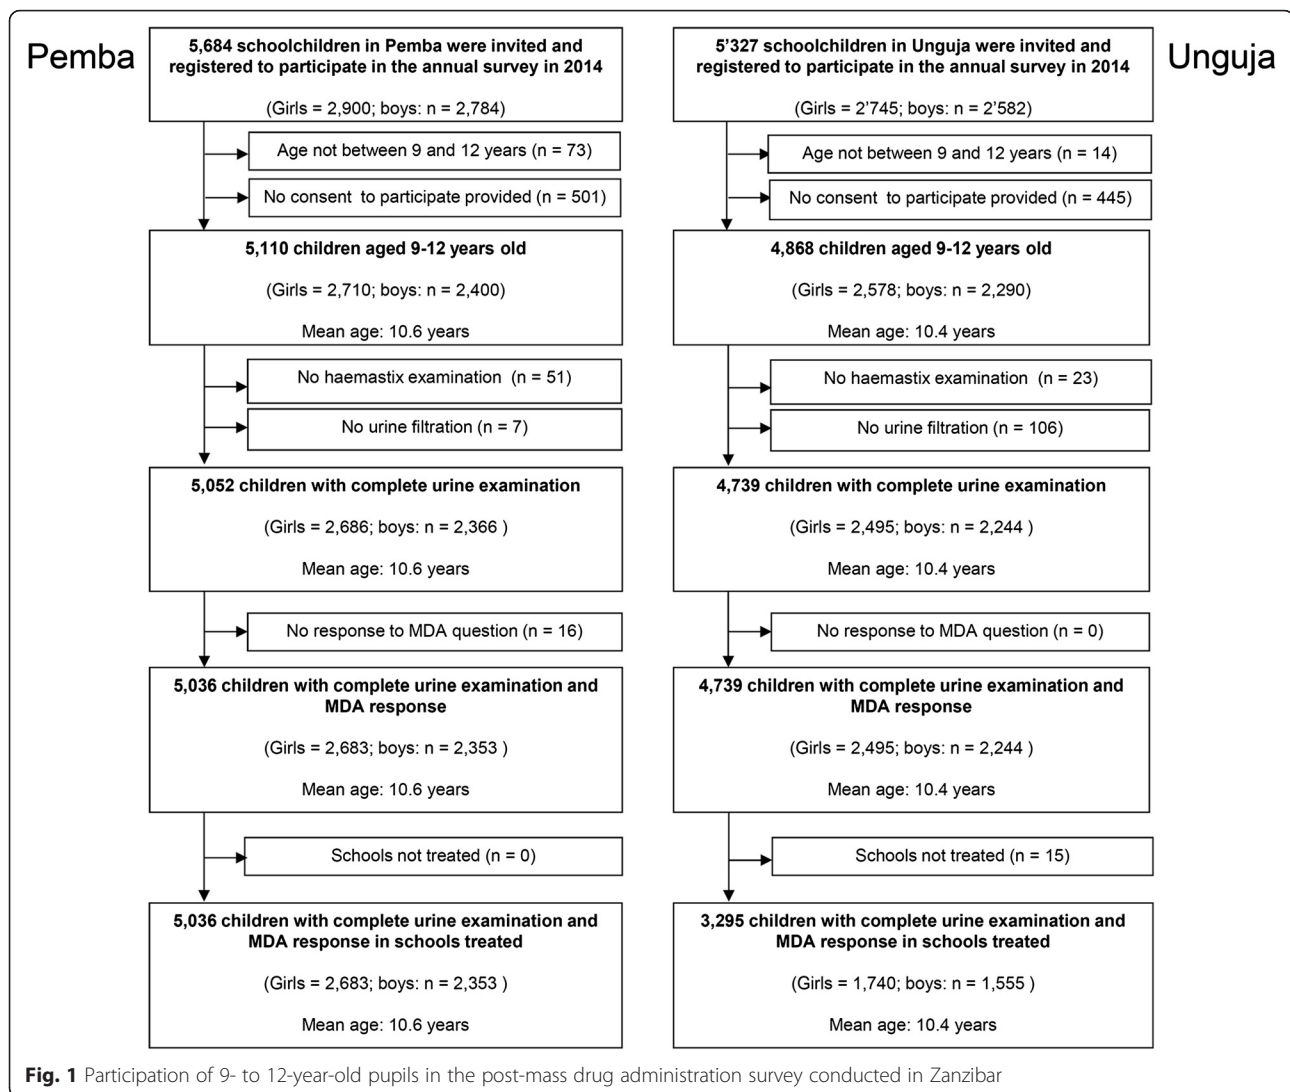 Pemba
5,684 schoolchildren in Pemba were invited and
registered to participate in the annual survey in 2014
(Girls = 2,900; boys: n = 2,784)
Age not between 9 and 12 years (n = 73)
No consent to participate provided (n = 501)
5,110 children aged 9-12 years old
(Girls = 2,710; boys: n = 2,400)
Mean age: 10.6 years
No haemastix examination (n = 51)
No urine filtration (n = 7)
5,052 children with complete urine examination
(Girls = 2,686; boys: n = 2,366 )
Mean age: 10.6 years
No response to MDA question (n = 16)
5,036 children with complete urine examination and
MDA response
(Girls = 2,683; boys: n = 2,353 )
Mean age: 10.6 years
Schools not treated (n = 0)
5,036 children with complete urine examination and
MDA response in schools treated
(Girls = 2,683; boys: n = 2,353)
Mean age: 10.6 years
Unguja
5'327 schoolchildren in Unguja were invited and
registered to participate in the annual survey in 2014
(Girls = 2'745; boys: n = 2'582)
Age not between 9 and 12 years (n = 14)
No consent to participate provided (n = 445)
4,868 children aged 9-12 years old
(Girls = 2,578; boys: n = 2,290)
Mean age: 10.4 years
No haemastix examination (n = 23)
No urine filtration (n = 106)
4,739 children with complete urine examination
(Girls = 2,495; boys: n = 2,244 )
Mean age: 10.4 years
No response to MDA question (n = 0)
4,739 children with complete urine examination and
MDA response
(Girls = 2,495; boys: n = 2,244 )
Mean age: 10.4 years
Schools not treated (n = 15)
3,295 children with complete urine examination and
MDA response in schools treated
(Girls = 1,740; boys: n = 1,555 )
Mean age: 10.4 years
Fig. 1 Participation of 9- to 12-year-old pupils in the post-mass drug administration survey conducted in Zanzibar